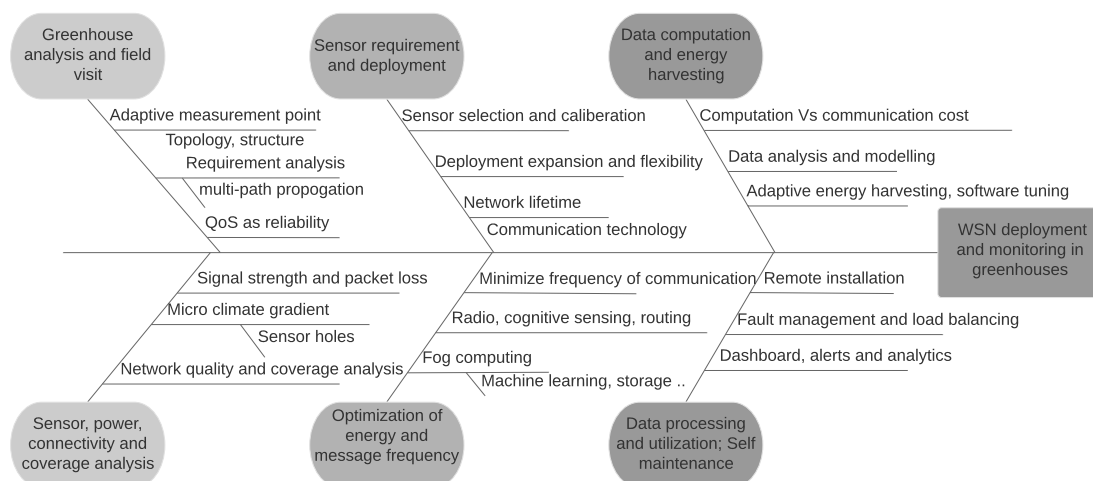 Greenhouse
analysis and field
visit
Sensor requirement
and deployment
Data computation
and energy
harvesting
Adaptive measurement point
Topology, structure
Requirement analysis
multi-path propogation
QoS as reliability
Sensor selection and caliberation
Deployment expansion and flexibility
Network lifetime
Communication technology
Computation Vs communication cost
Data analysis and modelling
Adaptive energy harvesting, software tuning
WSN deployment
and monitoring in
greenhouses
Signal strength and packet loss
Micro climate gradient
Sensor holes
Network quality and coverage analysis
Minimize frequency of communication
Radio, cognitive sensing, routing
Fog computing
Machine learning, storage ..
Remote installation
Fault management and load balancing
Dashboard, alerts and analytics
Sensor, power,
connectivity and
coverage analysis
Optimization of
energy and
message frequency
Data processing
and utilization; Self
maintenance